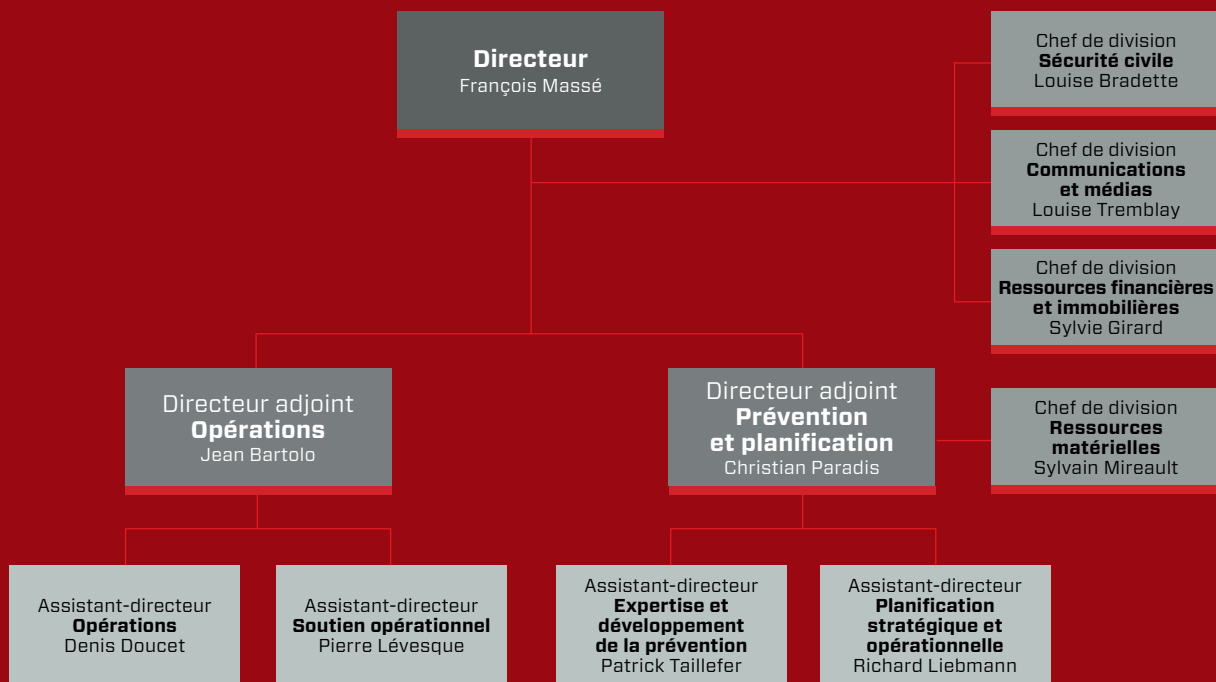 Directeur
François Massé
Chef de division
Sécurité civile
Louise Bradette
Chef de division
Communications
et médias
Louise Tremblay
Chef de division
Ressources financières
et immobilières
Sylvie Girard
Directeur adjoint
Opérations
Jean Bartolo
Directeur adjoint
Prévention
et planification
Christian Paradis
Chef de division
Ressources
matérielles
Sylvain Mireault
Assistant-directeur
Opérations
Denis Doucet
Assistant-directeur
Soutien opérationnel
Pierre Lévesque
Assistant-directeur
Expertise et
développement
de la prévention
Patrick Taillefer
Assistant-directeur
Planification
stratégique et
opérationnelle
Richard Liebmann